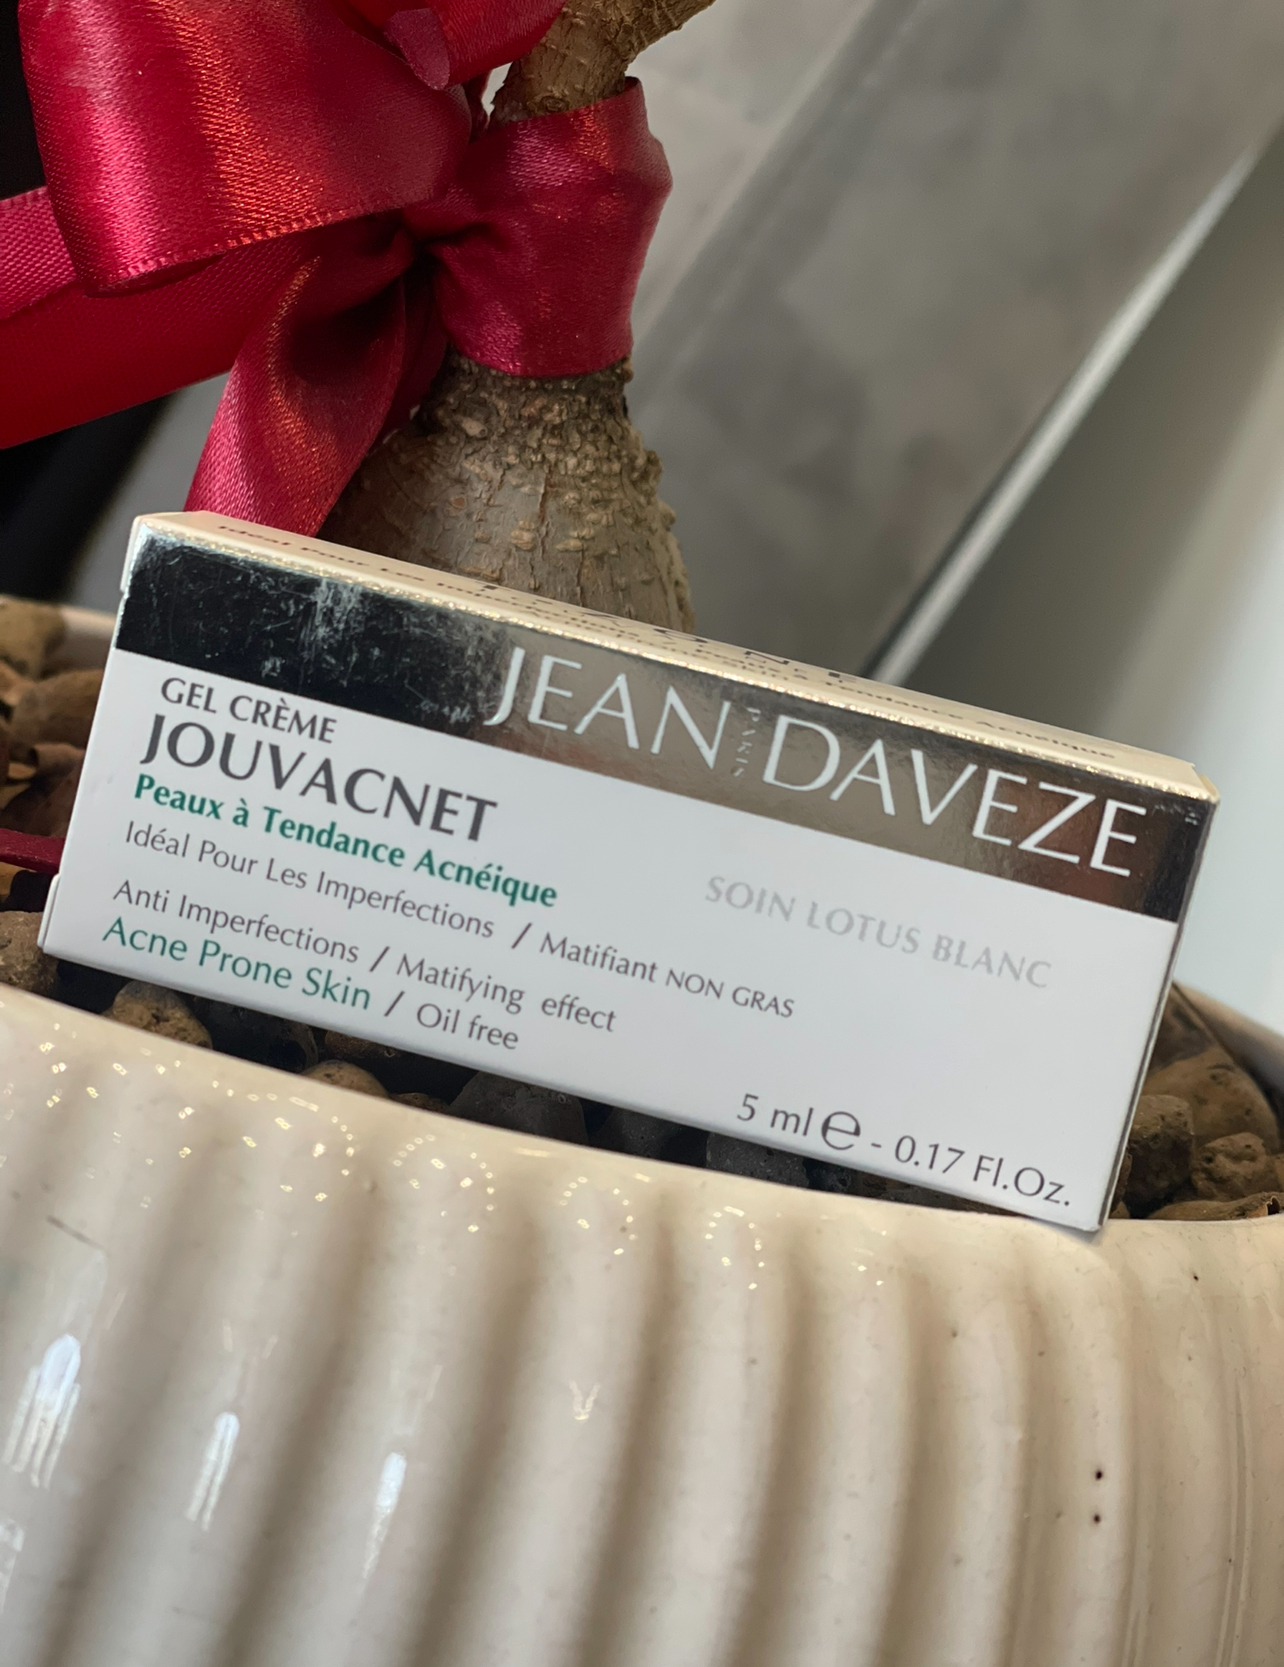 JEAN PARIS DAVEZE
GEL CRÈME
JOUVACNET
Peaux à Tendance Acnéique
Idéal Pour Les Imperfections / Matifiant NON GRAS
Anti Imperfections / Matifying effect
Acne Prone Skin / Oil free
SOIN LOTUS BLANC
5 ml ℮ - 0.17 Fl.Oz.